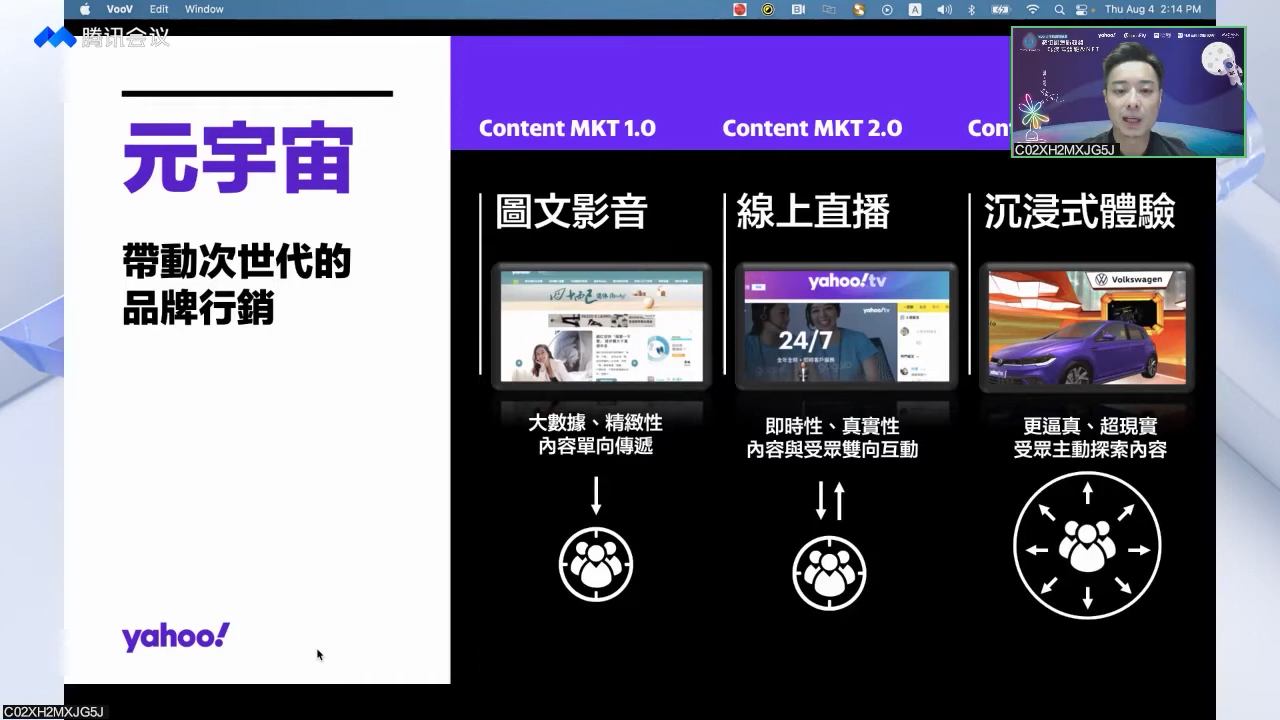 VooV Edit Window
Thu Aug 4 2:14 PM
腾讯会议
元宇宙
帶動次世代的
品牌行銷
yahoo!
Content MKT 1.0
圖文影音
大數據、精緻性
內容單向傳遞
Content MKT 2.0
線上直播
yahoo!tv
yahoo!tv
24/7
即時性、真實性
內容與受眾雙向互動
Con
沉浸式體驗
Volkswagen
更逼真、超現實
受眾主動探索內容
C02XH2MXJG5J
C02XH2MXJG5J